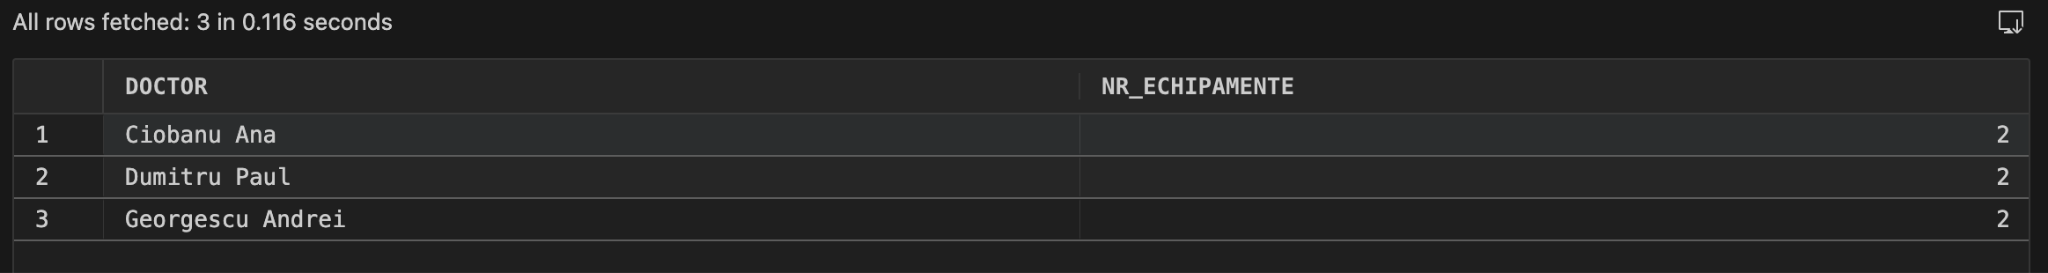 All rows fetched: 3 in 0.116 seconds
DOCTOR NR_ECHIPAMENTE
1 Ciobanu Ana 2
2 Dumitru Paul 2
3 Georgescu Andrei 2